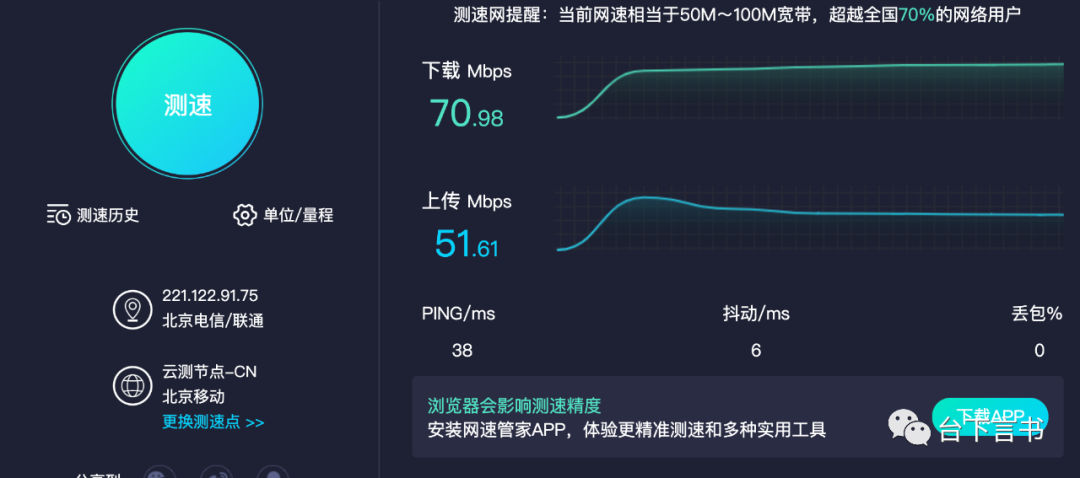 测速
测速历史
单位/量程
221.122.91.75
北京电信/联通
云测节点-CN
北京移动
更换测速点 >>
测速网提醒：当前网速相当于50M～100M宽带，超越全国70%的网络用户
下载 Mbps
70.98
上传 Mbps
51.61
PING/ms
抖动/ms
丢包%
38
6
0
浏览器会影响测速精度
安装网速管家APP，体验更精准测速和多种实用工具
下载APP
台下言书